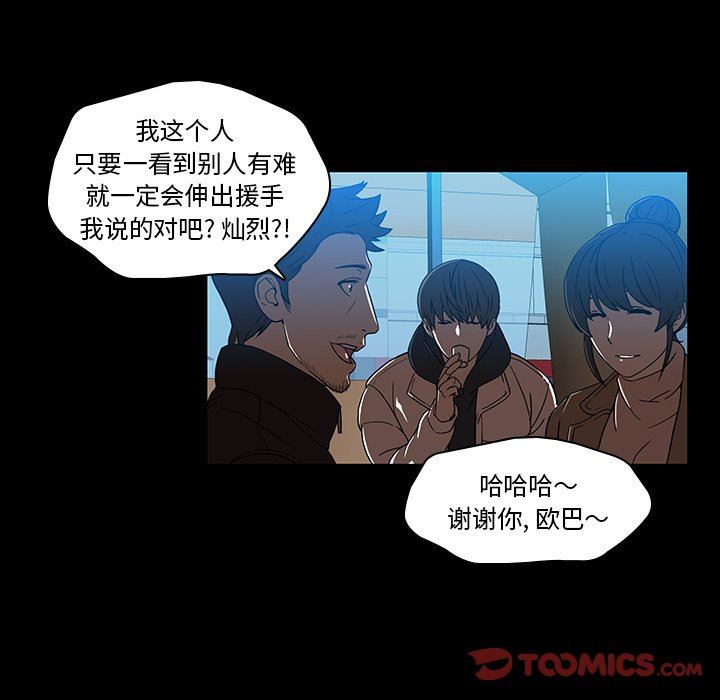 我这个人
只要一看到别人有难
就一定会伸出援手
我说的对吧? 灿烈?!
哈哈哈～
谢谢你, 欧巴～
TOOMICS.COM